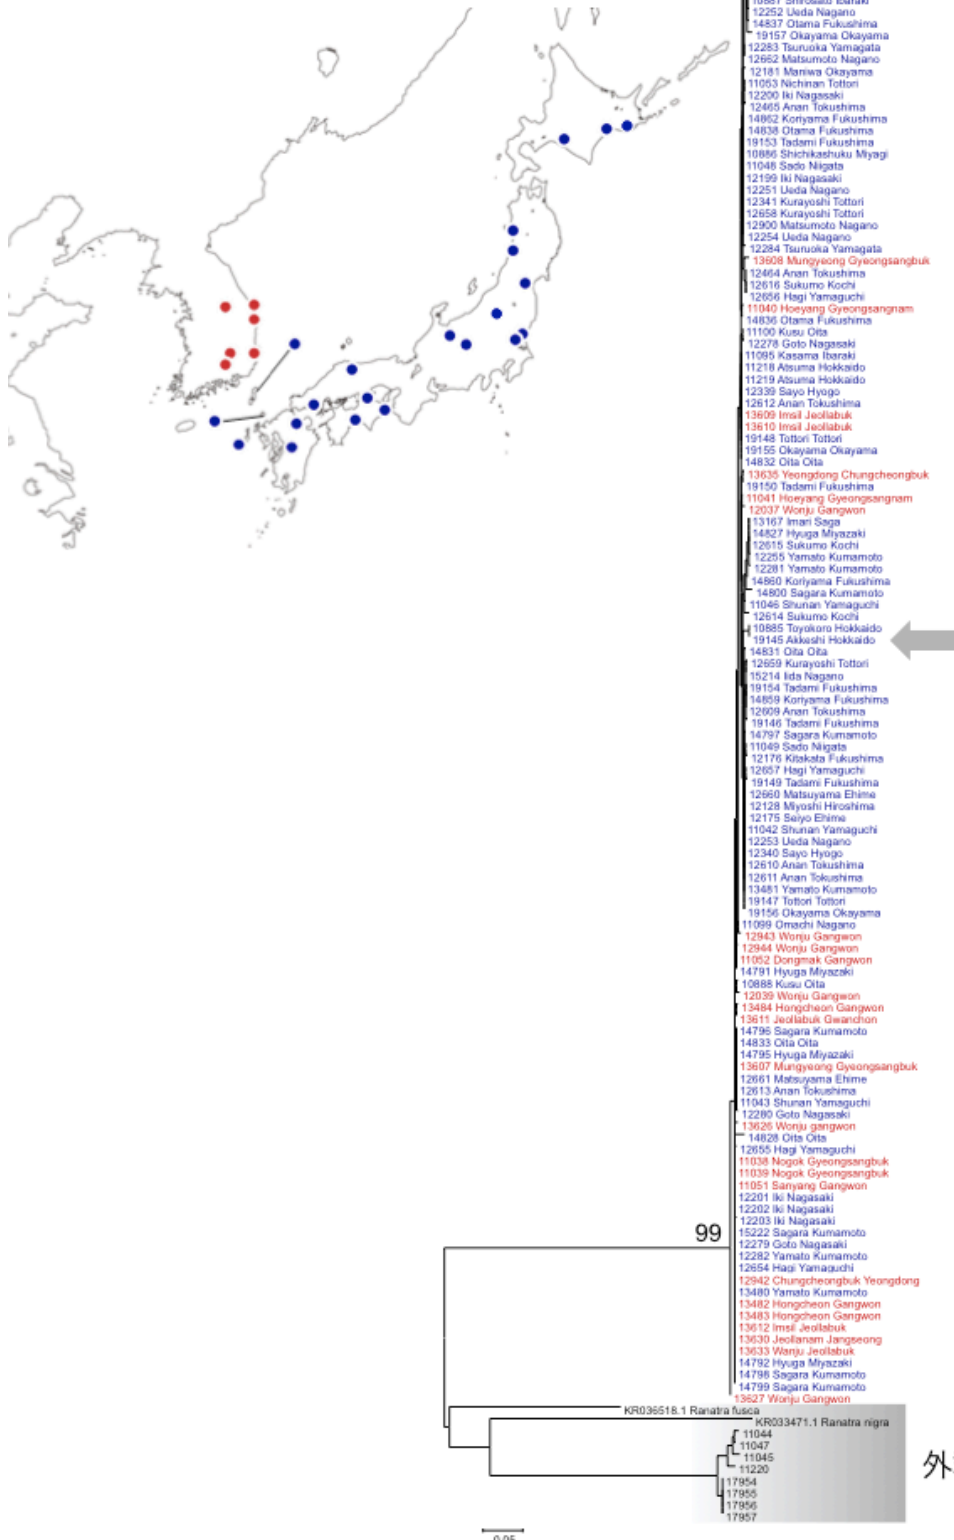 10887 Shirosato Ibaraki
12252 Ueda Nagano
14837 Otama Fukushima
19157 Okayama Okayama
12283 Tsuruoka Yamagata
12662 Matsumoto Nagano
12181 Maniwa Okayama
11053 Nichinan Tottori
12200 Iki Nagasaki
12465 Anan Tokushima
14862 Koriyama Fukushima
14838 Otama Fukushima
19153 Tadami Fukushima
10886 Shichikashuku Miyagi
11048 Sado Niigata
12199 Iki Nagasaki
12251 Ueda Nagano
12341 Kurayoshi Tottori
12658 Kurayoshi Tottori
12900 Matsumoto Nagano
12254 Ueda Nagano
12284 Tsuruoka Yamagata
13608 Mungyeong Gyeongsangbuk
12464 Anan Tokushima
12616 Sukumo Kochi
12656 Hagi Yamaguchi
11040 Hoeyang Gyeongsangnam
14836 Otama Fukushima
11100 Kusu Oita
12278 Goto Nagasaki
11095 Kasama Ibaraki
11218 Atsuma Hokkaido
11219 Atsuma Hokkaido
12339 Sayo Hyogo
12612 Anan Tokushima
13609 Imsil Jeollabuk
13610 Imsil Jeollabuk
19148 Tottori Tottori
19155 Okayama Okayama
14832 Oita Oita
13635 Yeongdong Chungcheongbuk
19150 Tadami Fukushima
11041 Hoeyang Gyeongsangnam
12037 Wonju Gangwon
13167 Imari Saga
14827 Hyuga Miyazaki
12615 Sukumo Kochi
12255 Yamato Kumamoto
12281 Yamato Kumamoto
14860 Koriyama Fukushima
14800 Sagara Kumamoto
11046 Shunan Yamaguchi
12614 Sukumo Kochi
10885 Toyokoro Hokkaido
19145 Akkeshi Hokkaido
14831 Oita Oita
12659 Kurayoshi Tottori
15214 Iida Nagano
19154 Tadami Fukushima
14859 Koriyama Fukushima
12609 Anan Tokushima
19146 Tadami Fukushima
14797 Sagara Kumamoto
11049 Sado Niigata
12176 Kitakata Fukushima
12657 Hagi Yamaguchi
19149 Tadami Fukushima
12660 Matsuyama Ehime
12128 Miyoshi Hiroshima
12175 Seiyo Ehime
11042 Shunan Yamaguchi
12253 Ueda Nagano
12340 Sayo Hyogo
12610 Anan Tokushima
12611 Anan Tokushima
13481 Yamato Kumamoto
19147 Tottori Tottori
19156 Okayama Okayama
11099 Omachi Nagano
12943 Wonju Gangwon
12944 Wonju Gangwon
11052 Dongmak Gangwon
14791 Hyuga Miyazaki
10888 Kusu Oita
12039 Wonju Gangwon
13484 Hongcheon Gangwon
13611 Jeollabuk Gwanchon
14796 Sagara Kumamoto
14833 Oita Oita
14795 Hyuga Miyazaki
13607 Mungyeong Gyeongsangbuk
12661 Matsuyama Ehime
12613 Anan Tokushima
11043 Shunan Yamaguchi
12280 Goto Nagasaki
13626 Wonju gangwon
14828 Oita Oita
12655 Hagi Yamaguchi
11038 Nogok Gyeongsangbuk
11039 Nogok Gyeongsangbuk
11051 Sanyang Gangwon
12201 Iki Nagasaki
12202 Iki Nagasaki
12203 Iki Nagasaki
15222 Sagara Kumamoto
99
12279 Goto Nagasaki
12282 Yamato Kumamoto
12654 Hagi Yamaguchi
12942 Chungcheongbuk Yeongdong
13480 Yamato Kumamoto
13482 Hongcheon Gangwon
13483 Hongcheon Gangwon
13612 Imsil Jeollabuk
13630 Jeollanam Jangseong
13633 Wanju Jeollabuk
14792 Hyuga Miyazaki
14798 Sagara Kumamoto
14799 Sagara Kumamoto
13627 Wonju Gangwon
KR036518.1 Ranatra fusca
KR033471.1 Ranatra nigra
11044
11047
11045
11220
17954
17955
17956
17957
外
0.05